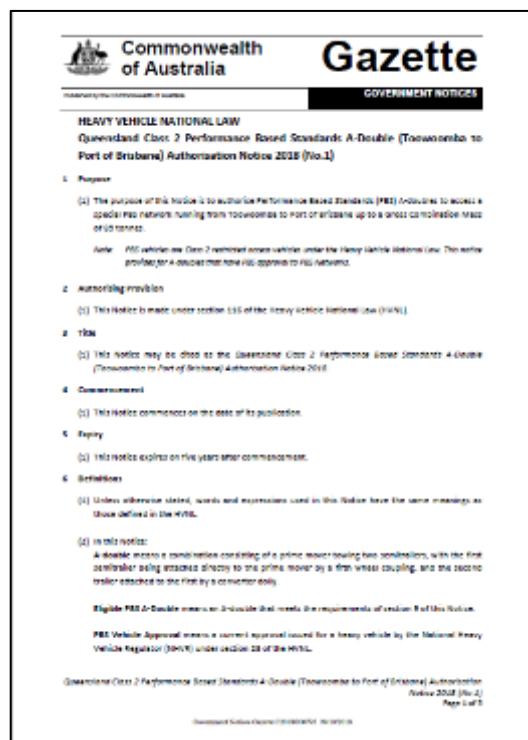 Commonwealth
of Australia
Gazette
Published by the Commonwealth of Australia
GOVERNMENT NOTICES
HEAVY VEHICLE NATIONAL LAW
Queensland Class 2 Performance Based Standards A-Double (Toowoomba to
Port of Brisbane) Authorisation Notice 2018 (No.1)
1 Purpose
(1) The purpose of this Notice is to authorise Performance Based Standards (PBS) A-doubles to access a
special PBS network running from Toowoomba to Port of Brisbane up to a Gross Combination Mass
of tonnes.
Note: PBS vehicles are Class 2 restricted access vehicles under the Heavy Vehicle National Law. This notice
provides for A-doubles that have PBS approval to PBS Networks.
2 Authorising Provision
(1) This Notice is made under section of the Heavy Vehicle National Law (HVNL).
3 Title
(1) This Notice may be cited as the Queensland Class 2 Performance Based Standards A-Double
(Toowoomba to Port of Brisbane) Authorisation Notice 2018
4 Commencement
(1) This Notice commences on the date of its publication.
5 Expiry
(1) This Notice expires on five years after commencement.
6 Definitions
(1) Unless otherwise stated, words and expressions used in this Notice have the same meanings as
those defined in the HVNL.
(2) In this Notice:
A double means a combination consisting of a prime mover towing two semitrailers, with the first
semitrailer being attached directly to the prime mover by a fifth wheel coupling, and the second
trailer attached to the first by a converter dolly.
Eligible PBS A-Double means an A-double that meets the requirements of section of this Notice.
PBS Vehicle Approval means a current approval issued for a heavy vehicle by the National Heavy
Vehicle Regulator (NHVR) under section of the HVNL.
Queensland Class 2 Performance Based Standards A-Double (Toowoomba to Port of Brisbane) Authorisation
Notice 2018 (No.1)
Page 1 of
Government Notices Gazette